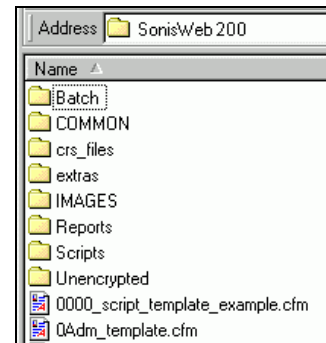 Address SonisWeb 200
Name
Batch
COMMON
crs_files
extras
IMAGES
Reports
Scripts
Unencrypted
0000_script_template_example.cfm
0Adm_template.cfm